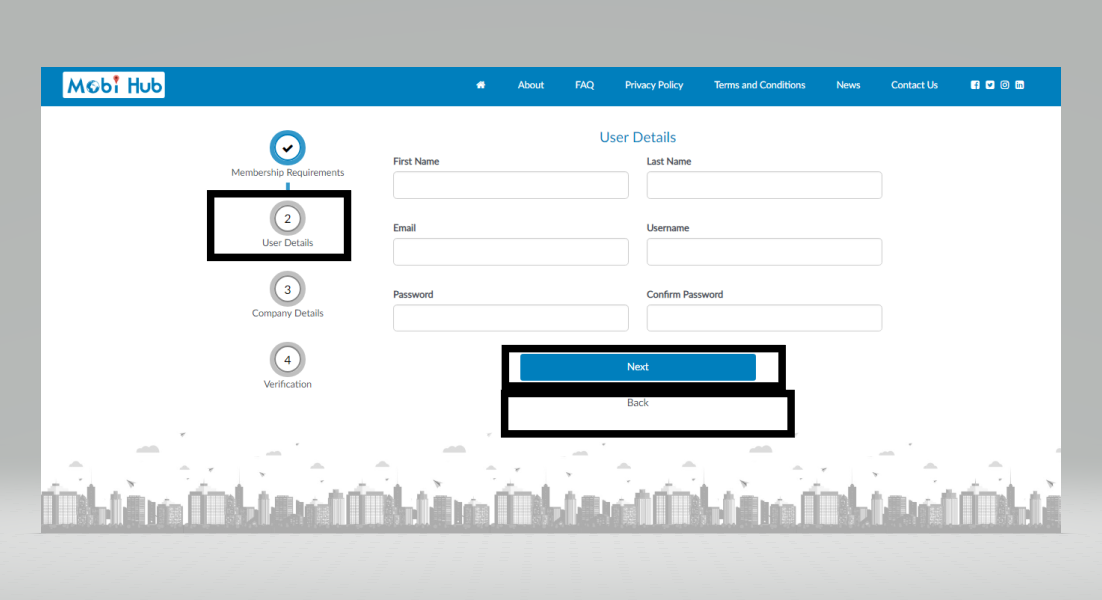 Mobi Hub
About FAQ Privacy Policy Terms and Conditions News Contact Us
Membership Requirements
2
User Details
3
Company Details
4
Verification
User Details
First Name Last Name
Email Username
Password Confirm Password
Next
Back